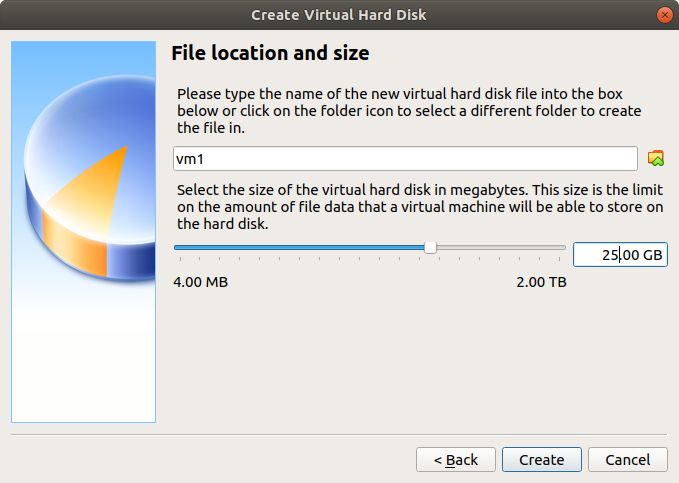 Create Virtual Hard Disk
File location and size
Please type the name of the new virtual hard disk file into the box
below or click on the folder icon to select a different folder to create
the file in.
vm1
Select the size of the virtual hard disk in megabytes. This size is the limit
on the amount of file data that a virtual machine will be able to store on
the hard disk.
25.00 GB
4.00 MB
2.00 TB
< Back
Create
Cancel